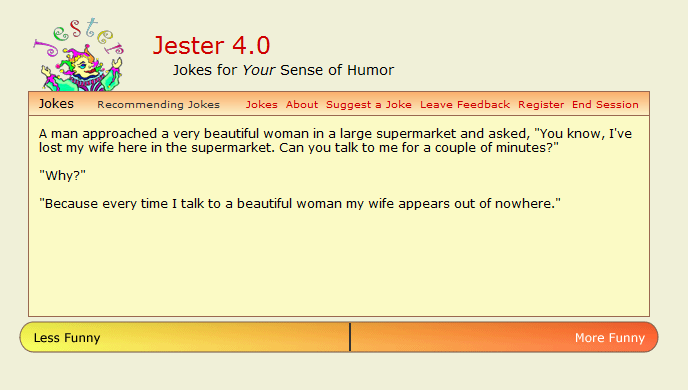 Jester
Jester 4.0
Jokes for Your Sense of Humor
Jokes Recommending Jokes Jokes About Suggest a Joke Leave Feedback Register End Session
A man approached a very beautiful woman in a large supermarket and asked, "You know, I've
lost my wife here in the supermarket. Can you talk to me for a couple of minutes?"
"Why?"
"Because every time I talk to a beautiful woman my wife appears out of nowhere."
Less Funny More Funny